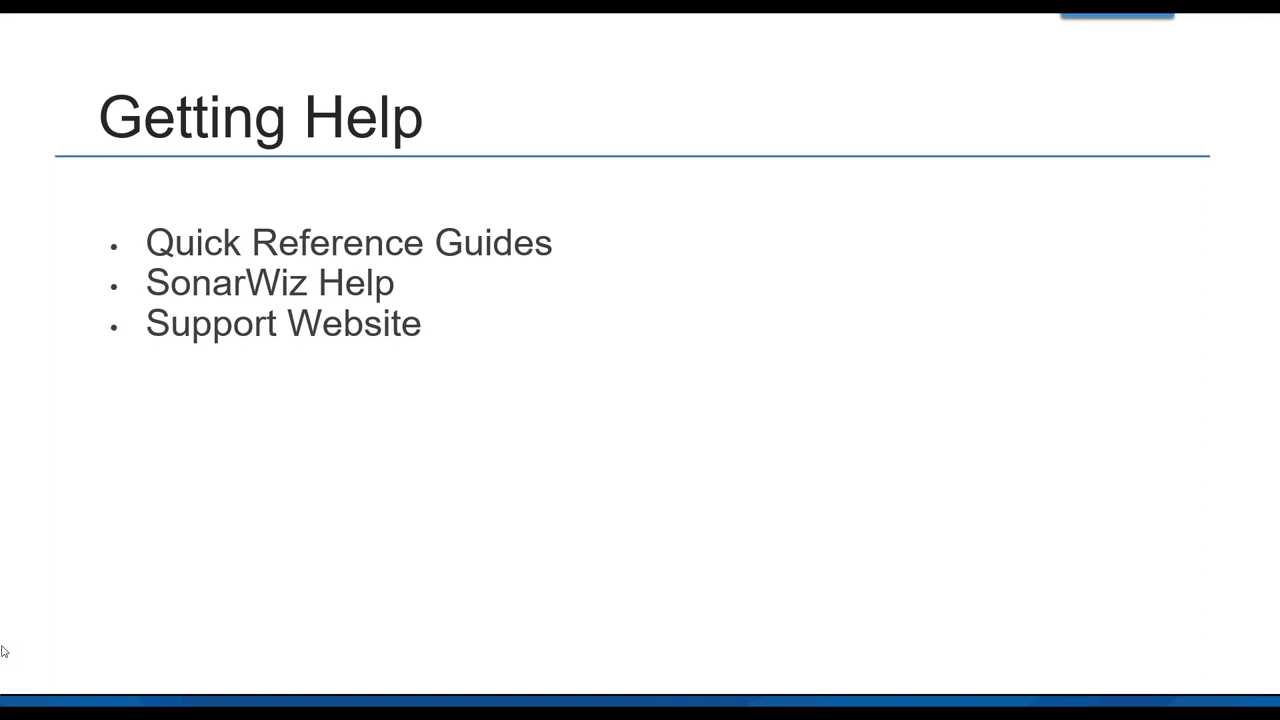 Getting Help
• Quick Reference Guides
• SonarWiz Help
• Support Website